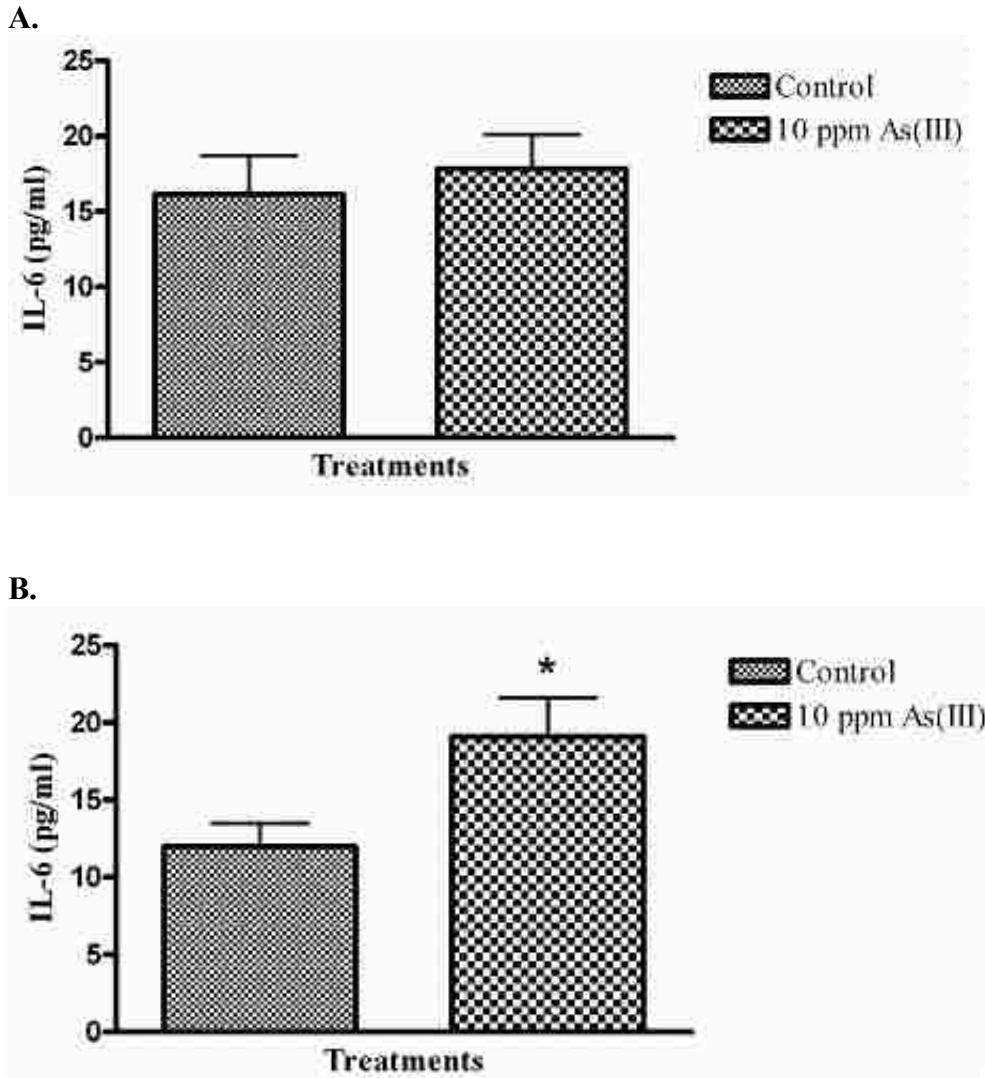 A.
25
20
15
10
5
0
IL-6 (pg/ml)
Treatments
Control
10 ppm As(III)
B.
25
20
15
10
5
0
IL-6 (pg/ml)
*
Treatments
Control
10 ppm As(III)